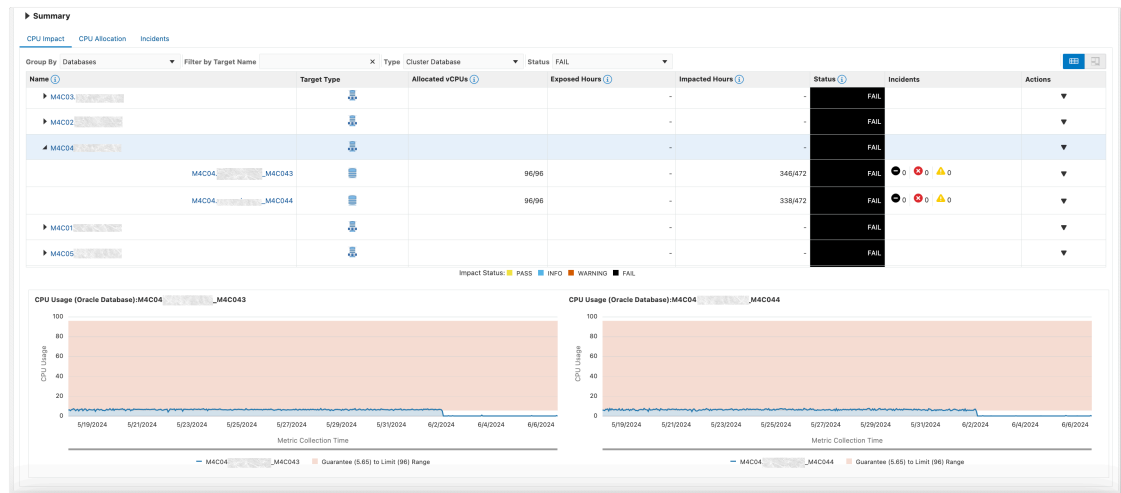 Summary
CPU Impact CPU Allocation Incidents
Group By Databases Filter by Target Name × Type Cluster Database Status FAIL
Name Target Type Allocated vCPUs Exposed Hours Impacted Hours Status Incidents Actions
M4C03. - - FAIL
M4C02 - - FAIL
M4C04 - - FAIL
M4C04. _M4C043 96/96 - 346/472 FAIL 0 0 0
M4C04. _M4C044 96/96 - 338/472 FAIL 0 0 0
M4C01 - - FAIL
M4C05 - - FAIL
Impact Status: PASS INFO WARNING FAIL
CPU Usage (Oracle Database):M4C04 _M4C043
100
80
60
40
20
0
CPU Usage
5/19/2024 5/21/2024 5/23/2024 5/25/2024 5/27/2024 5/29/2024 5/31/2024 6/2/2024 6/4/2024 6/6/2024
Metric Collection Time
M4C04. _M4C043 Guarantee (5.65) to Limit (96) Range
CPU Usage (Oracle Database):M4C04 _M4C044
100
80
60
40
20
0
CPU Usage
5/19/2024 5/21/2024 5/23/2024 5/25/2024 5/27/2024 5/29/2024 5/31/2024 6/2/2024 6/4/2024 6/6/2024
Metric Collection Time
M4C04. _M4C044 Guarantee (5.65) to Limit (96) Range